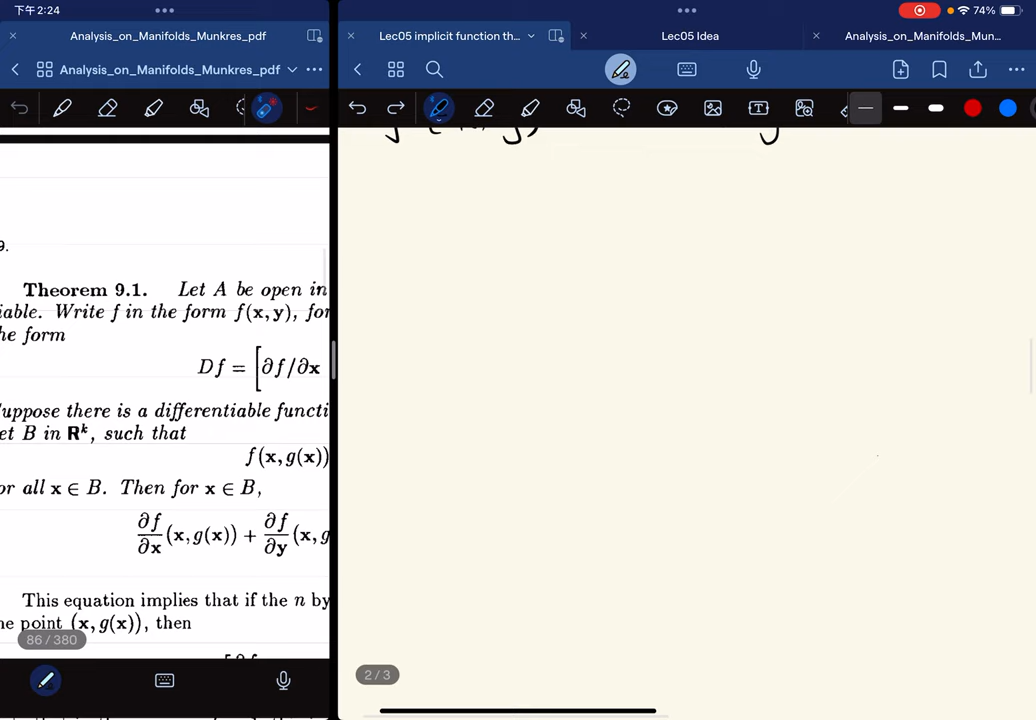 下午2:24
74%
Analysis_on_Manifolds_Munkres_pdf
Lec05 implicit function th...
Lec05 Idea
Analysis_on_Manifolds_Mun...
Analysis_on_Manifolds_Munkres_pdf
9.
Theorem 9.1. Let A be open in
iable. Write f in the form f(x, y), for
he form
Df = [∂f/∂x
uppose there is a differentiable functi
et B in R^k, such that
f(x, g(x))
or all x ∈ B. Then for x ∈ B,
∂f/∂x (x, g(x)) + ∂f/∂y (x, g
This equation implies that if the n by
he point (x, g(x)), then
86 / 380
2 / 3